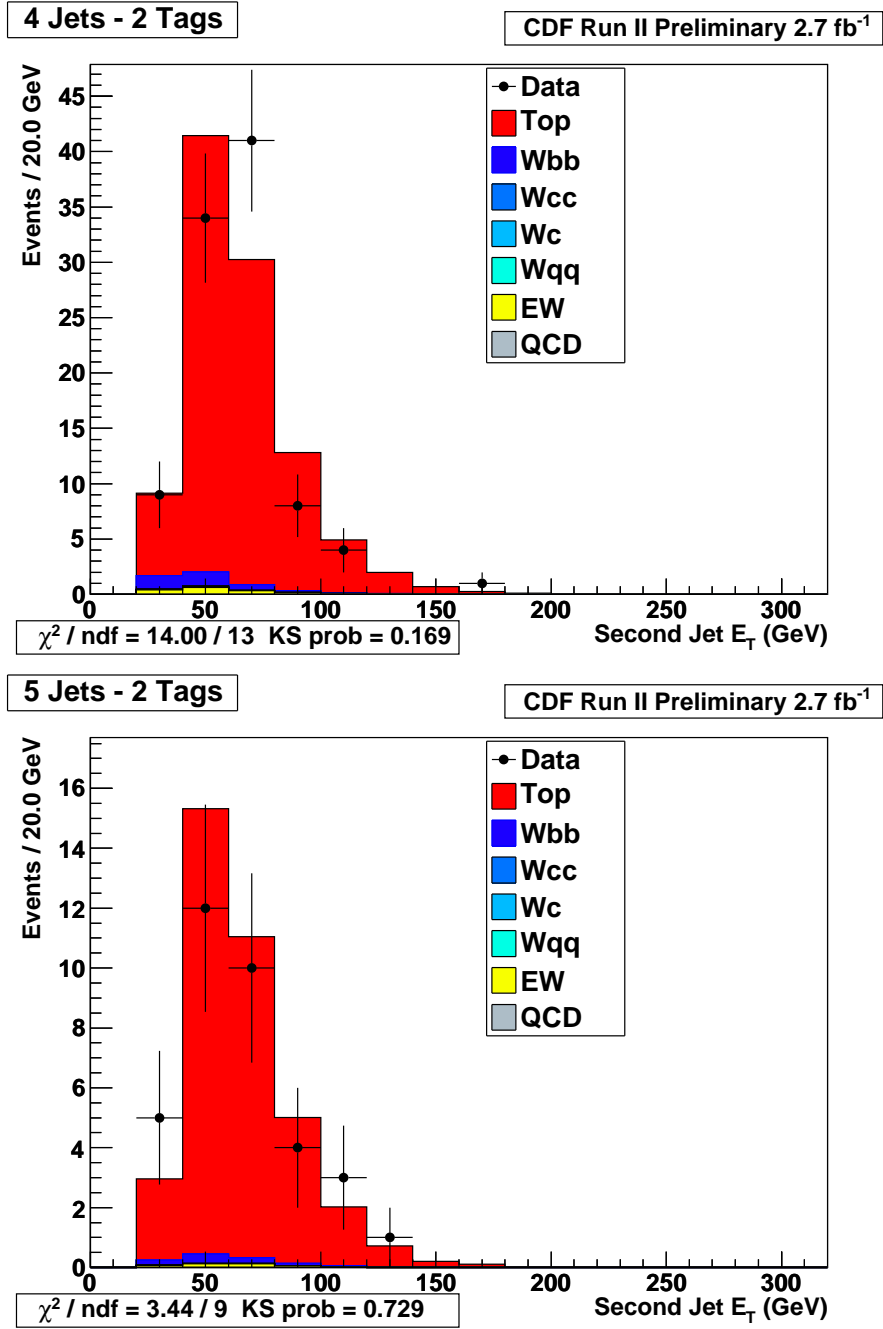 4 Jets - 2 Tags
CDF Run II Preliminary 2.7 fb⁻¹
Events / 20.0 GeV
45
40
35
30
25
20
15
10
5
0
Data
Top
Wbb
Wcc
Wc
Wqq
EW
QCD
0 50 100 150 200 250 300
Second Jet E_T (GeV)
χ² / ndf = 14.00 / 13 KS prob = 0.169
5 Jets - 2 Tags
CDF Run II Preliminary 2.7 fb⁻¹
Events / 20.0 GeV
16
14
12
10
8
6
4
2
0
Data
Top
Wbb
Wcc
Wc
Wqq
EW
QCD
0 50 100 150 200 250 300
Second Jet E_T (GeV)
χ² / ndf = 3.44 / 9 KS prob = 0.729